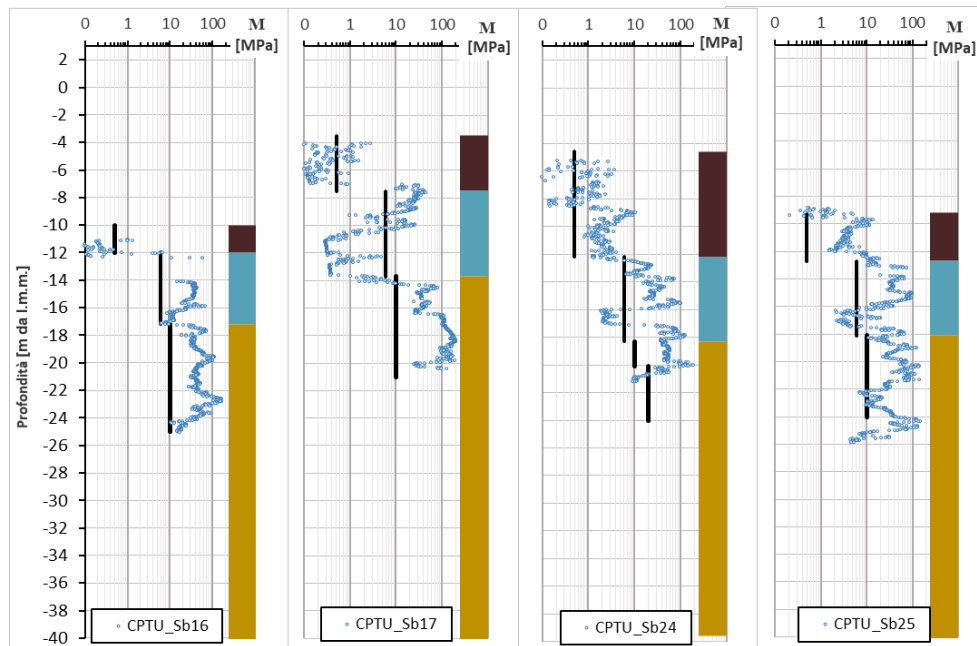 0 1 10 100 M
[MPa]
0 1 10 100 M
[MPa]
0 1 10 100 M
[MPa]
0 1 10 100 M
[MPa]
Profondità [m da l.m.m.]
2
0
-2
-4
-6
-8
-10
-12
-14
-16
-18
-20
-22
-24
-26
-28
-30
-32
-34
-36
-38
-40
CPTU_Sb16
CPTU_Sb17
CPTU_Sb24
CPTU_Sb25